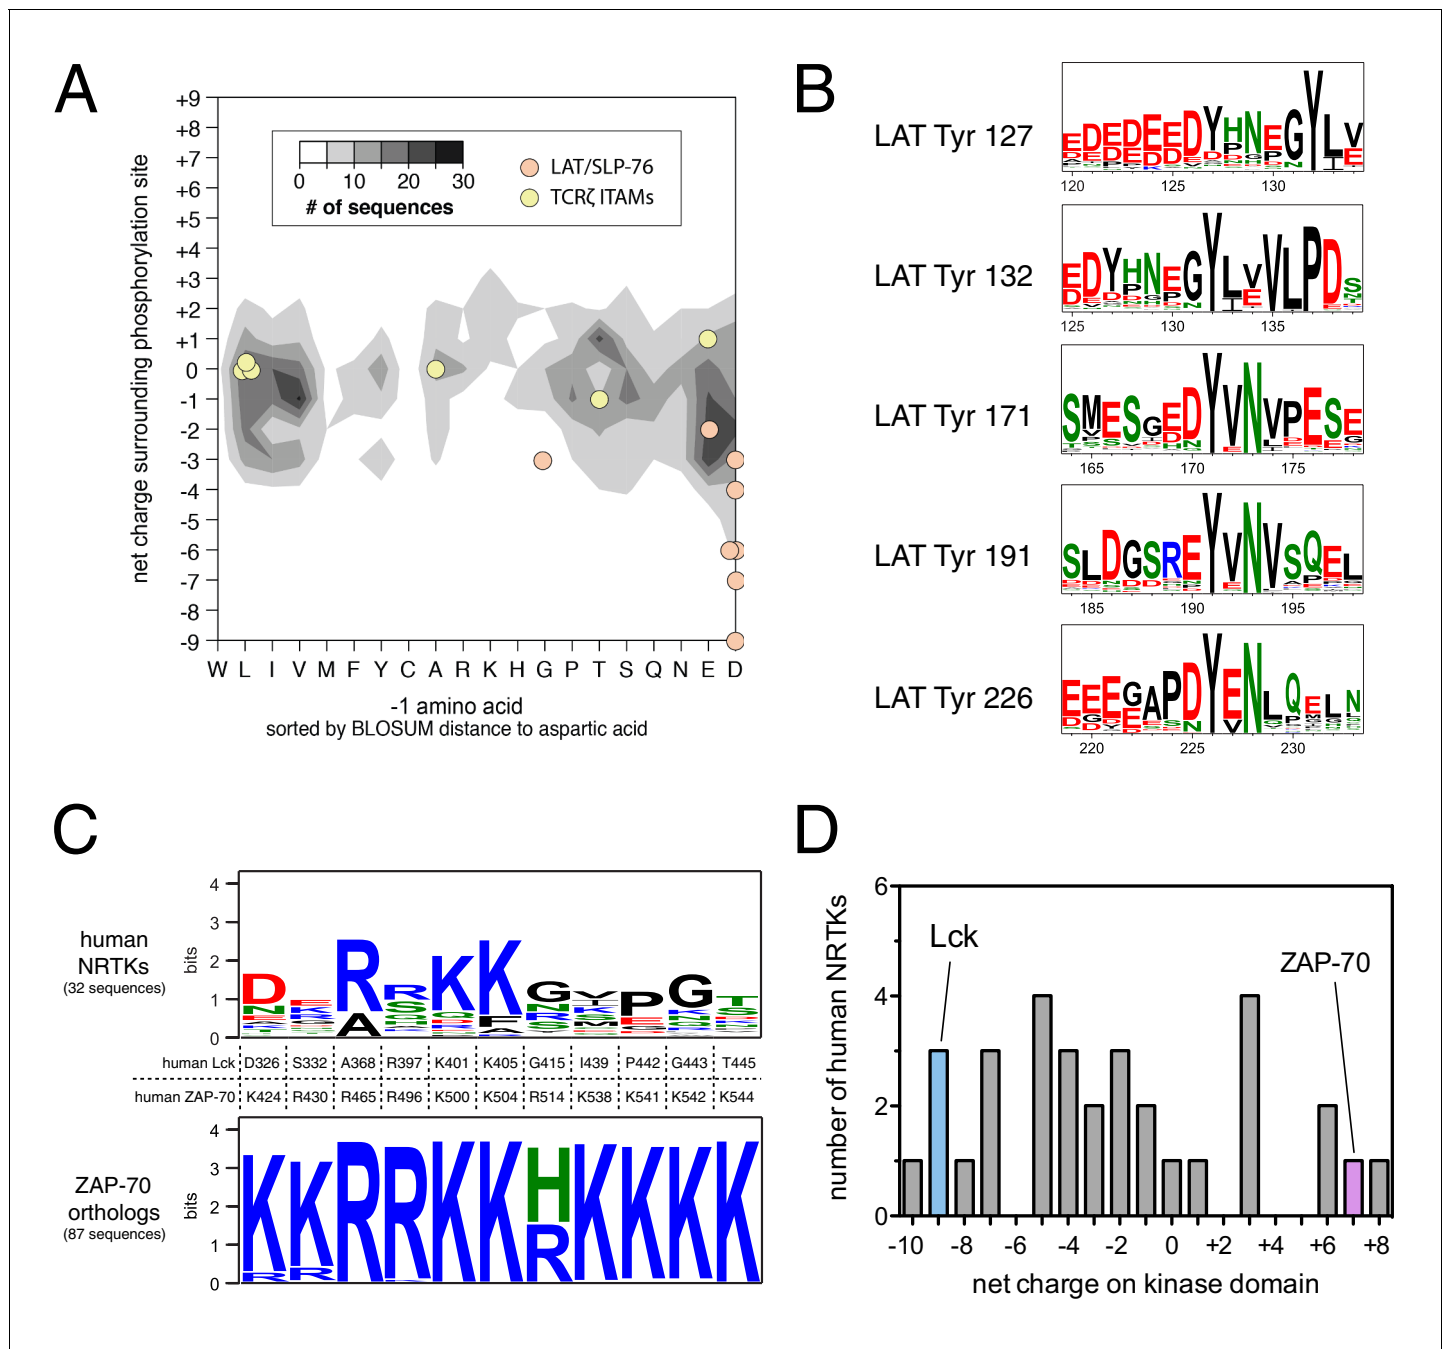 A
+9
+8
+7
+6
+5
+4
+3
+2
+1
0
-1
-2
-3
-4
-5
-6
-7
-8
-9
net charge surrounding phosphorylation site
0 10 20 30
# of sequences
LAT/SLP-76
TCRζ ITAMs
W L I V M F Y C A R K H G P T S Q N E D
-1 amino acid
sorted by BLOSUM distance to aspartic acid
B
LAT Tyr 127
EDEDEEDYHNEGYLV
120 125 130
LAT Tyr 132
EDYHNEGYLVVLPDS
125 130 135
LAT Tyr 171
SMESGEDYVNVPESE
165 170 175
LAT Tyr 191
SLDGSREYVNVSQEL
185 190 195
LAT Tyr 226
EEEGAPDYENLQELN
220 225 230
C
human
NRTKs
(32 sequences)
bits
4
3
2
1
0
DERRKKGVPGT
human Lck D326 S332 A368 R397 K401 K405 G415 I439 P442 G443 T445
human ZAP-70 K424 R430 R465 R496 K500 K504 R514 K538 K541 K542 K544
ZAP-70
orthologs
(87 sequences)
bits
4
3
2
1
0
KKRRKKHKKKK
R R R
D
number of human NRTKs
6
4
2
0
Lck
ZAP-70
-10 -8 -6 -4 -2 0 +2 +4 +6 +8
net charge on kinase domain